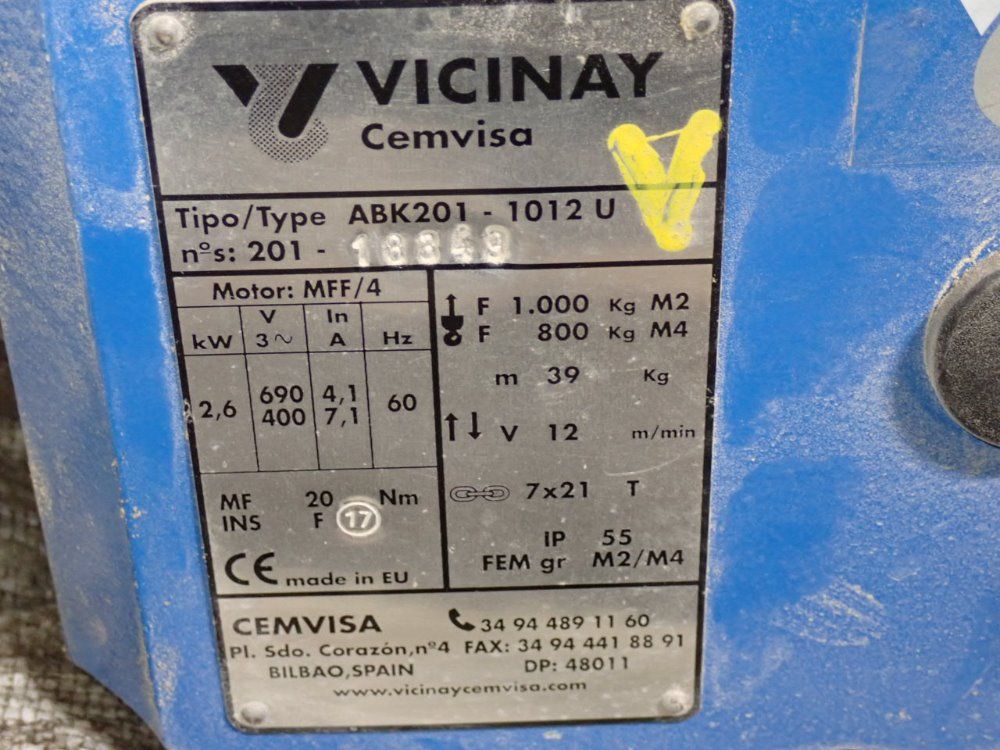 VICINAY
Cemvisa
V
Tipo/Type ABK201 - 1012 U
nºs: 201 - 18849
Motor: MFF/4
kW V 3~ In A Hz
2,6 690 400 4,1 7,1 60
F 1.000 Kg M2
F 800 Kg M4
m 39 Kg
V 12 m/min
7x21 T
IP 55
FEM gr M2/M4
MF 20 Nm
INS F 17
CE made in EU
CEMVISA 34 94 489 11 60
Pl. Sdo. Corazón,nº4 FAX: 34 94 441 88 91
BILBAO,SPAIN DP: 48011
www.vicinaycemvisa.com